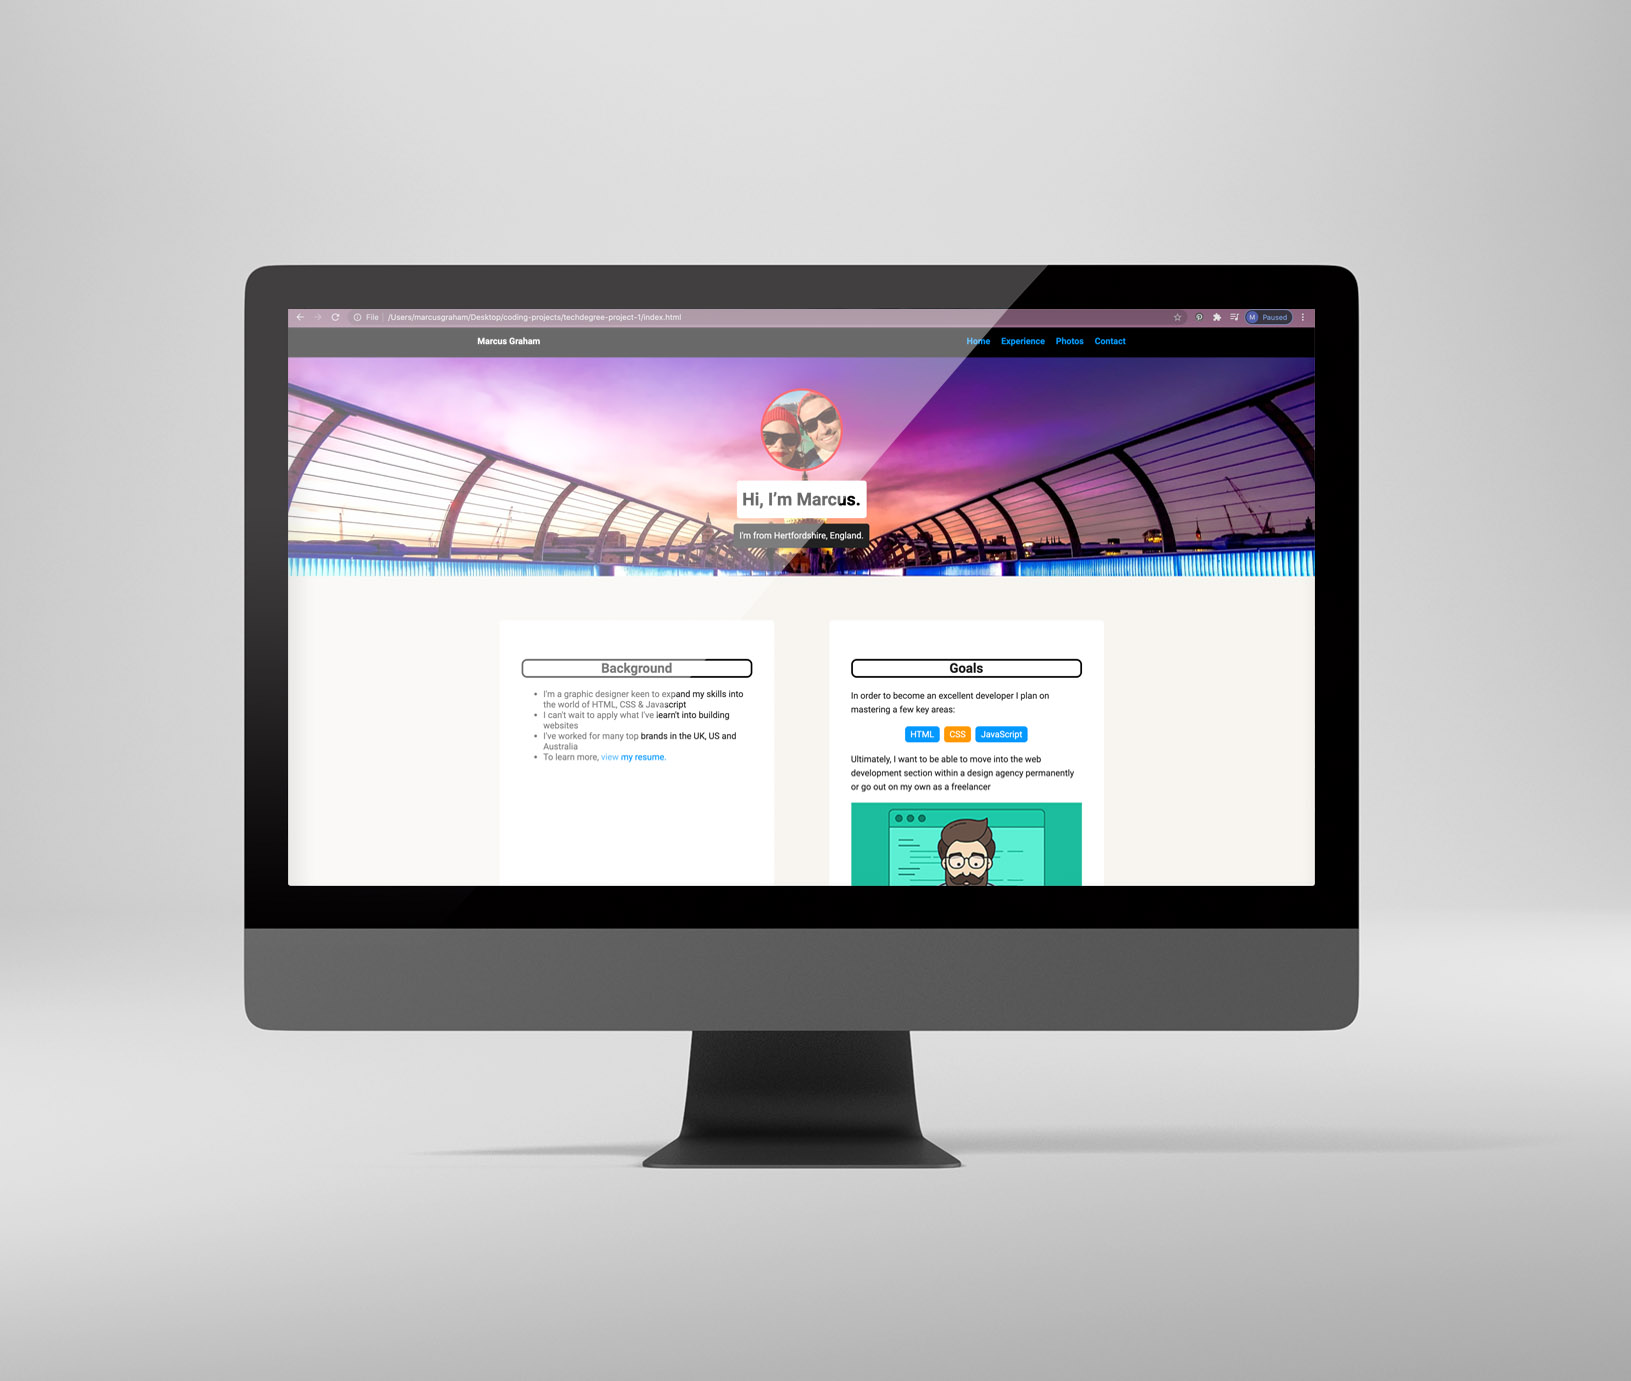 File /Users/marcusgraham/Desktop/coding-projects/techdegree-project-1/index.html
M Paused
Marcus Graham
Home Experience Photos Contact
Hi, I'm Marcus.
I'm from Hertfordshire, England.
Background
• I'm a graphic designer keen to expand my skills into
the world of HTML, CSS & Javascript
• I can't wait to apply what I've learn't into building
websites
• I've worked for many top brands in the UK, US and
Australia
• To learn more, view my resume.
Goals
In order to become an excellent developer I plan on
mastering a few key areas:
HTML CSS JavaScript
Ultimately, I want to be able to move into the web
development section within a design agency permanently
or go out on my own as a freelancer